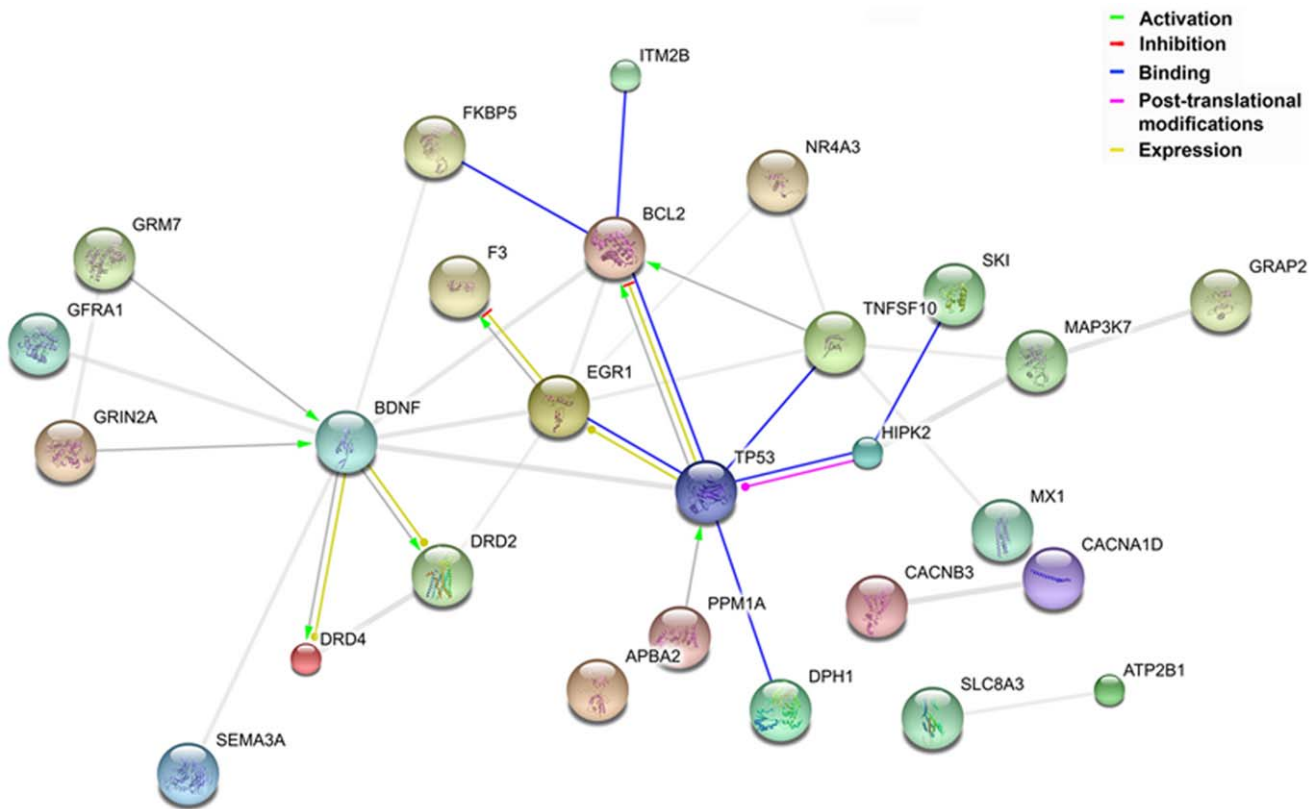 Activation
Inhibition
Binding
Post-translational
modifications
Expression
ITM2B
FKBP5
NR4A3
BCL2
GRM7
F3
SKI
GRAP2
GFRA1
TNFSF10
MAP3K7
EGR1
BDNF
GRIN2A
HIPK2
TP53
MX1
DRD2
CACNA1D
CACNB3
PPM1A
DRD4
APBA2
DPH1
SLC8A3
ATP2B1
SEMA3A